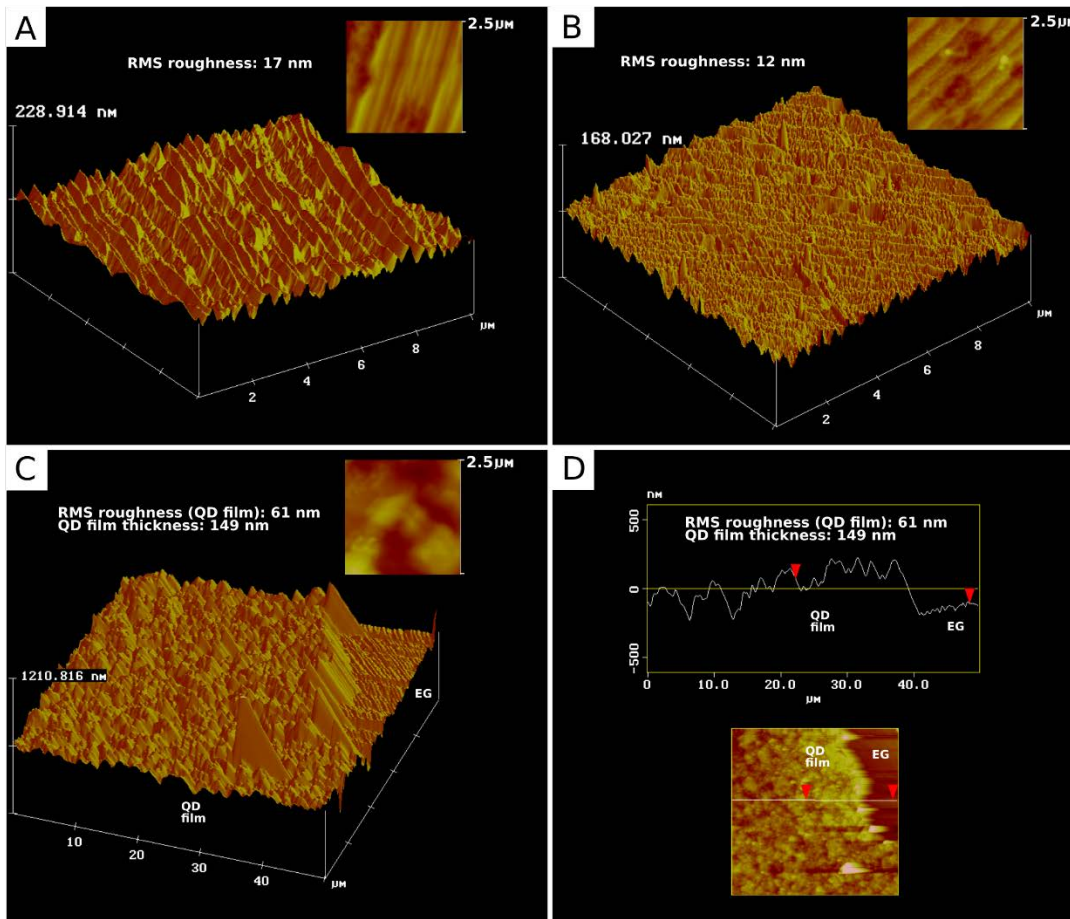 A
2.5µM
RMS roughness: 17 nm
228.914 nM
2
4
6
8
µM
B
2.5µM
RMS roughness: 12 nm
168.027 nM
2
4
6
8
µM
C
2.5µM
RMS roughness (QD film): 61 nm
QD film thickness: 149 nm
1210.816 nM
EG
QD
film
10
20
30
40
µM
D
nM
500
RMS roughness (QD film): 61 nm
QD film thickness: 149 nm
0
QD
film
EG
-500
0
10.0
20.0
30.0
40.0
µM
QD
film
EG